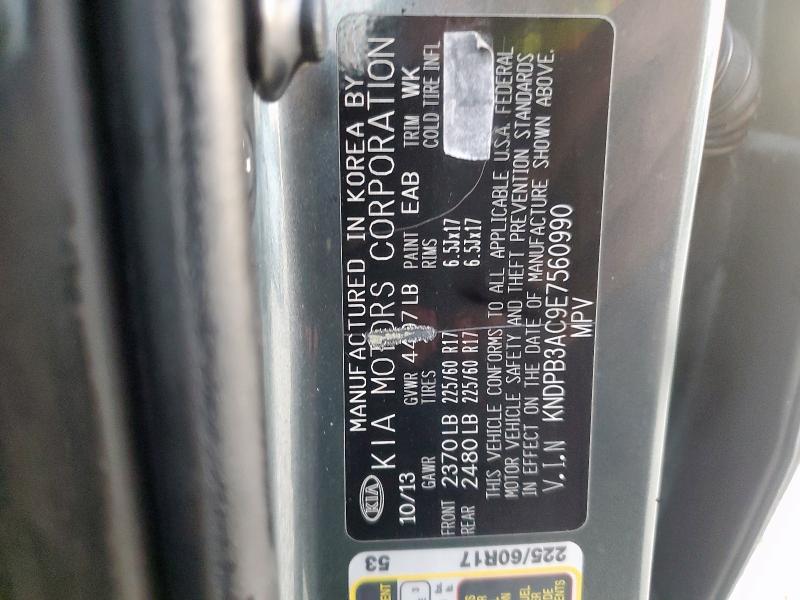 MANUFACTURED IN KOREA BY
KIA KIA MOTORS CORPORATION
10/13 GVWR 4497 LB PAINT EAB TRIM WK
GAWR TIRES RIMS COLD TIRE INFL
FRONT 2370 LB 225/60 R17 6.5Jx17
REAR 2480 LB 225/60 R17 6.5Jx17
THIS VEHICLE CONFORMS TO ALL APPLICABLE U.S.A. FEDERAL
MOTOR VEHICLE SAFETY AND THEFT PREVENTION STANDARDS
IN EFFECT ON THE DATE OF MANUFACTURE SHOWN ABOVE.
V.I.N KNDPB3AC9E7560990
MPV
53
225/60R17